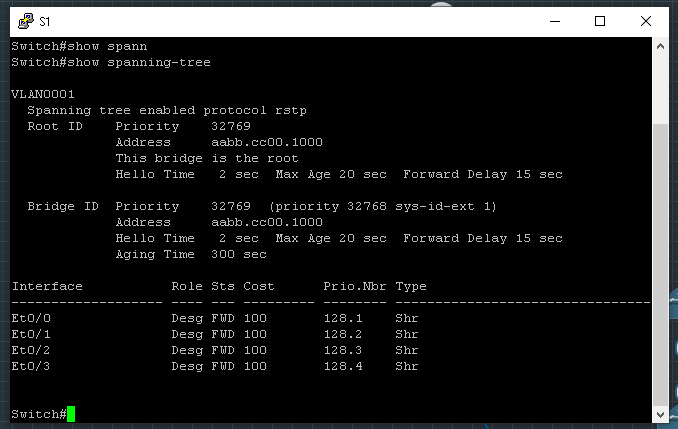 S1
Switch#show spann
Switch#show spanning-tree
VLAN0001
  Spanning tree enabled protocol rstp
  Root ID    Priority    32769
             Address     aabb.cc00.1000
             This bridge is the root
             Hello Time   2 sec  Max Age 20 sec  Forward Delay 15 sec
  Bridge ID  Priority    32769  (priority 32768 sys-id-ext 1)
             Address     aabb.cc00.1000
             Hello Time   2 sec  Max Age 20 sec  Forward Delay 15 sec
             Aging Time  300 sec
Interface           Role Sts Cost      Prio.Nbr Type
------------------- ---- --- --------- -------- --------------------------------
Et0/0               Desg FWD 100       128.1    Shr
Et0/1               Desg FWD 100       128.2    Shr
Et0/2               Desg FWD 100       128.3    Shr
Et0/3               Desg FWD 100       128.4    Shr
Switch#